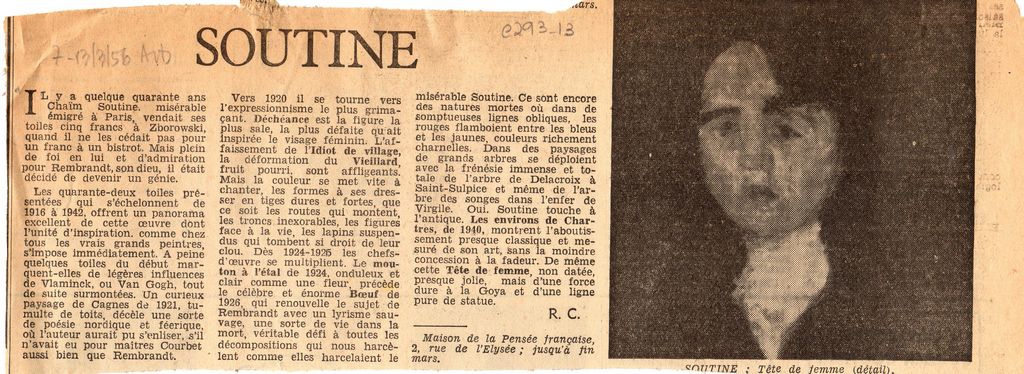 mars.
7-13/3/56 Arts
e293-13
SOUTINE
IL y a quelque quarante ans
Chaïm Soutine, misérable
émigré à Paris, vendait ses
toiles cinq francs à Zborowski,
quand il ne les cédait pas pour
un franc à un bistrot. Mais plein
de foi en lui et d'admiration
pour Rembrandt, son dieu, il était
décidé de devenir un génie.
Les quarante-deux toiles pré-
sentées qui s'échelonnent de
1916 à 1942, offrent un panorama
excellent de cette œuvre dont
l'unité d'inspiration, comme chez
tous les vrais grands peintres,
s'impose immédiatement. A peine
quelques toiles du début mar-
quent-elles de légères influences
de Vlaminck, ou Van Gogh, tout
de suite surmontées. Un curieux
paysage de Cagnes de 1921, tu-
multe de toits, décèle une sorte
de poésie nordique et féerique,
où l'auteur aurait pu s'enliser, s'il
n'avait eu pour maîtres Courbet
aussi bien que Rembrandt.
Vers 1920 il se tourne vers
l'expressionnisme le plus grima-
çant. Déchéance est la figure la
plus sale, la plus défaite qu'ait
inspirée le visage féminin. L'af-
faissement de l'Idiot de village,
la déformation du Vieillard,
fruit pourri, sont affligeants.
Mais la couleur se met vite à
chanter, les formes à se dres-
ser en tiges dures et fortes, que
ce soit les routes qui montent,
les troncs inexorables, les figures
face à la vie, les lapins suspen-
dus qui tombent si droit de leur
clou. Dès 1924-1926 les chefs-
d'œuvre se multiplient. Le mou-
ton à l'étal de 1924, onduleux et
clair comme une fleur, précède
le célèbre et énorme Bœuf de
1926, qui renouvelle le sujet de
Rembrandt avec un lyrisme sau-
vage, une sorte de vie dans la
mort, véritable défi à toutes les
décompositions qui nous harcè-
lent comme elles harcelaient le
misérable Soutine. Ce sont encore
des natures mortes où dans de
somptueuses lignes obliques, les
rouges flamboient entre les bleus
et les jaunes, couleurs richement
charnelles. Dans des paysages
de grands arbres se déploient
avec la frénésie immense et to-
tale de l'arbre de Delacroix à
Saint-Sulpice et même de l'ar-
bre des songes dans l'enfer de
Virgile. Oui. Soutine touche à
l'antique. Les environs de Char-
tres, de 1940, montrent l'aboutis-
sement presque classique et me-
suré de son art, sans la moindre
concession à la fadeur. De même
cette Tête de femme, non datée,
presque jolie, mais d'une force
dure à la Goya et d'une ligne
pure de statue.
R. C.
Maison de la Pensée française,
2, rue de l'Elysée ; jusqu'à fin
mars.
SOUTINE : Tête de femme (détail).